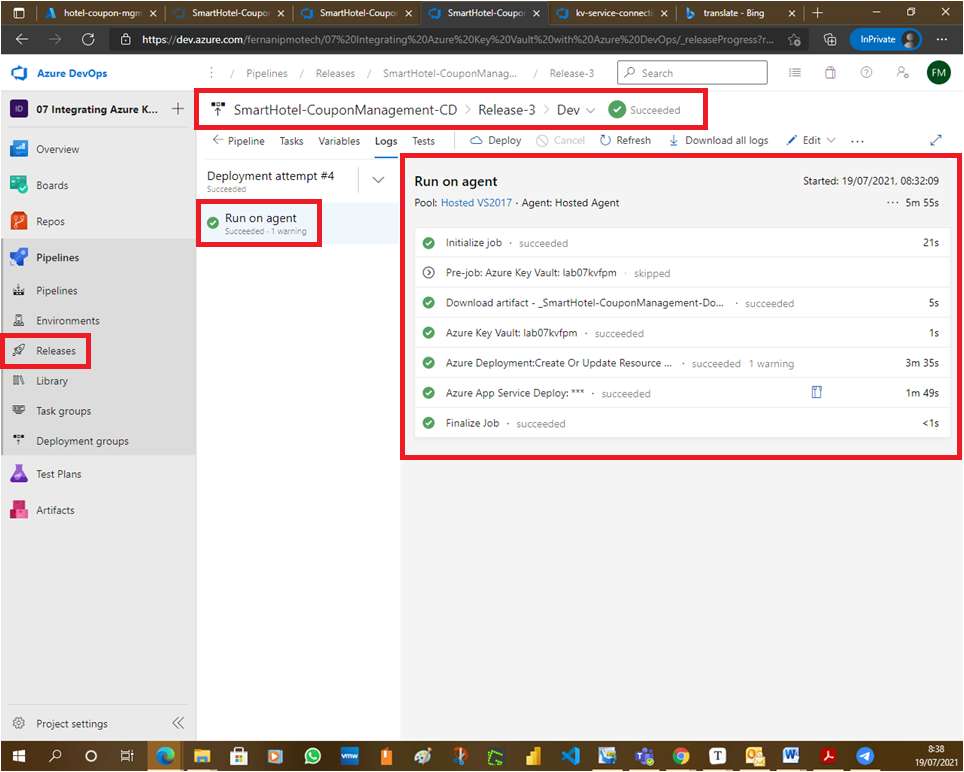 hotel-coupon-mgm
SmartHotel-Coupo
SmartHotel-Coupo
SmartHotel-Coupo
kv-service-connecti
translate - Bing
https://dev.azure.com/fernanipmotech/07%20Integrating%20Azure%20Key%20Vault%20with%20Azure%20DevOps/_releaseProgress?r...
InPrivate
Azure DevOps
/ Pipelines / Releases / SmartHotel-CouponManag... / Release-3
Search
FM
ID
07 Integrating Azure K...
SmartHotel-CouponManagement-CD > Release-3 > Dev
Succeeded
Pipeline Tasks Variables Logs Tests
Deploy Cancel Refresh Download all logs Edit ...
Overview
Boards
Repos
Pipelines
Pipelines
Environments
Releases
Library
Task groups
Deployment groups
Test Plans
Artifacts
Project settings
Deployment attempt #4
Succeeded
Run on agent
Succeeded · 1 warning
Run on agent
Started: 19/07/2021, 08:32:09
Pool: Hosted VS2017 · Agent: Hosted Agent
... 5m 55s
Initialize job · succeeded 21s
Pre-job: Azure Key Vault: lab07kvfpm · skipped
Download artifact - _SmartHotel-CouponManagement-Do... · succeeded 5s
Azure Key Vault: lab07kvfpm · succeeded 1s
Azure Deployment:Create Or Update Resource ... · succeeded 1 warning 3m 35s
Azure App Service Deploy: *** · succeeded 1m 49s
Finalize Job · succeeded <1s
vmw
T
W
8:38
19/07/2021